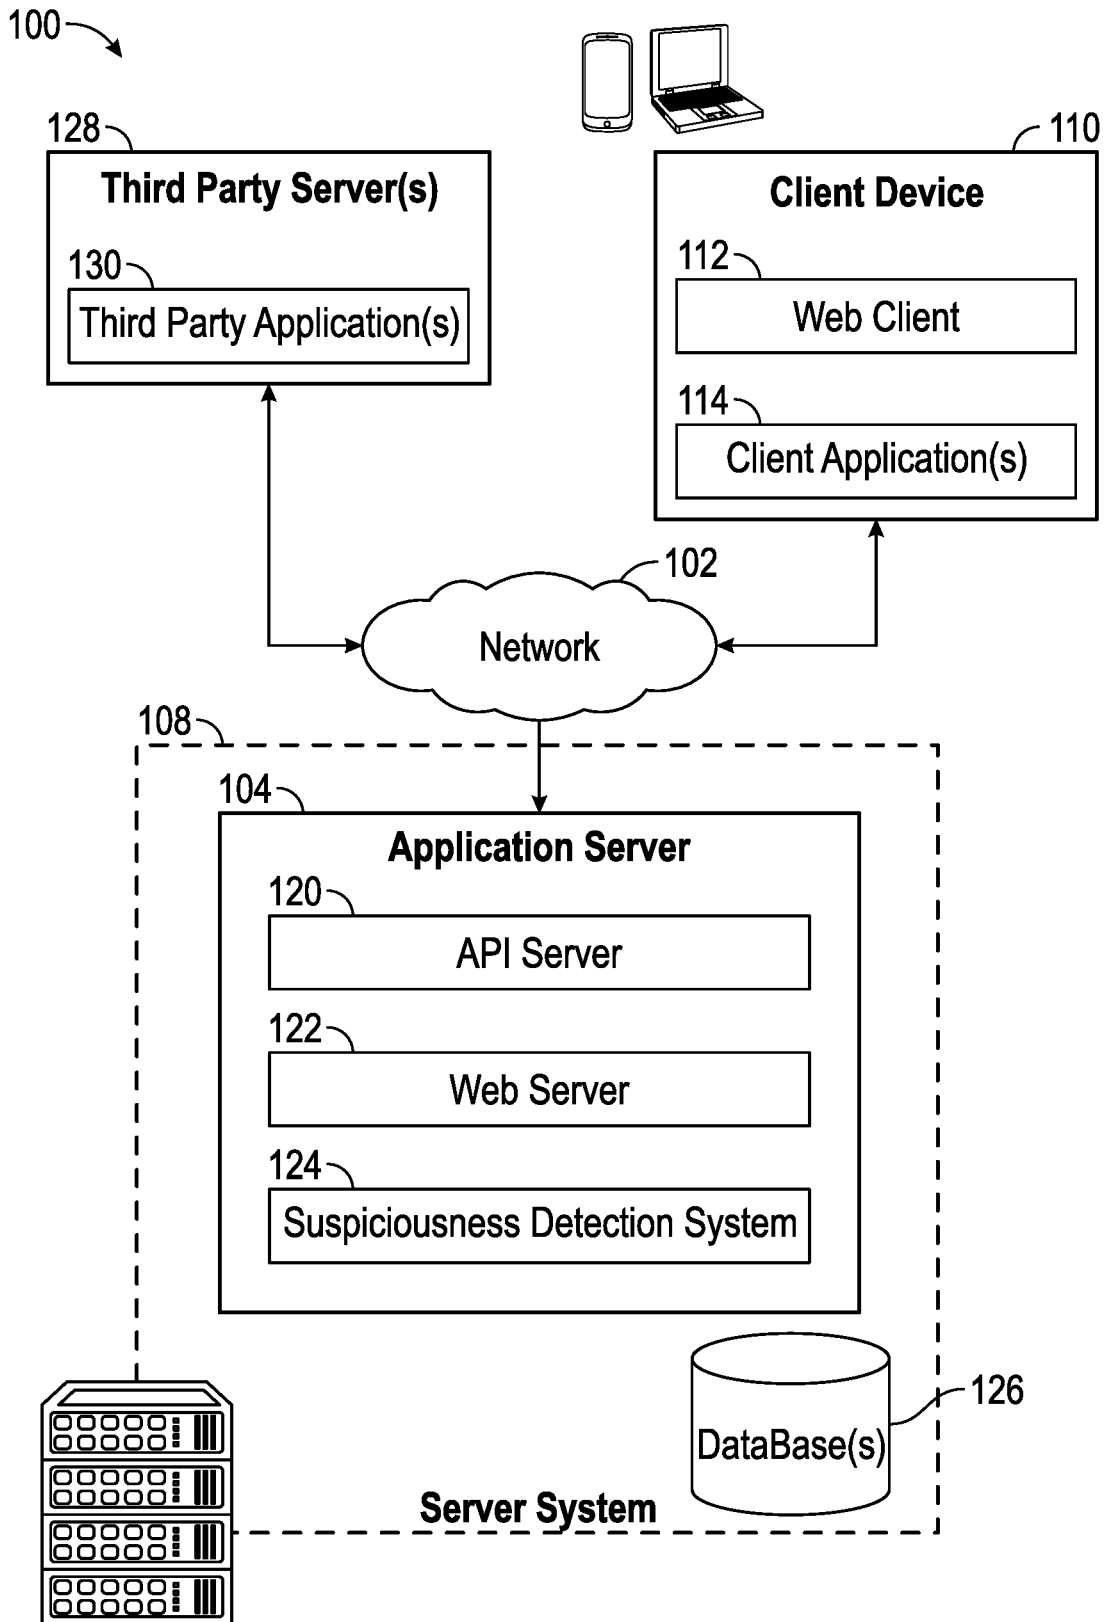 100
128
Third Party Server(s)
130
Third Party Application(s)
110
Client Device
112
Web Client
114
Client Application(s)
102
Network
108
104
Application Server
120
API Server
122
Web Server
124
Suspiciousness Detection System
126
DataBase(s)
Server System